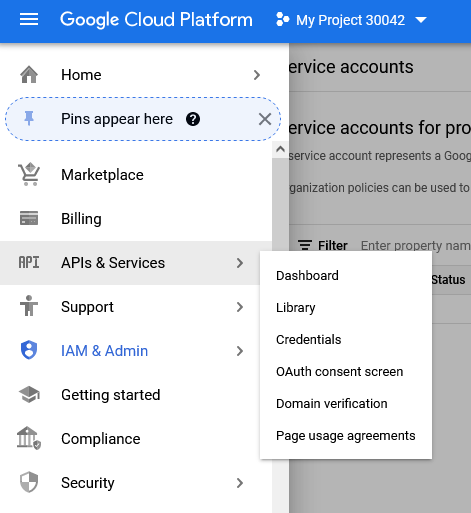 Google Cloud Platform
My Project 30042
Home
Pins appear here
Marketplace
Billing
API APIs & Services
Support
IAM & Admin
Getting started
Compliance
Security
Dashboard
Library
Credentials
OAuth consent screen
Domain verification
Page usage agreements
ervice accounts
ervice accounts for pro
service account represents a Goog
ganization policies can be used to
Filter Enter property nam
Status